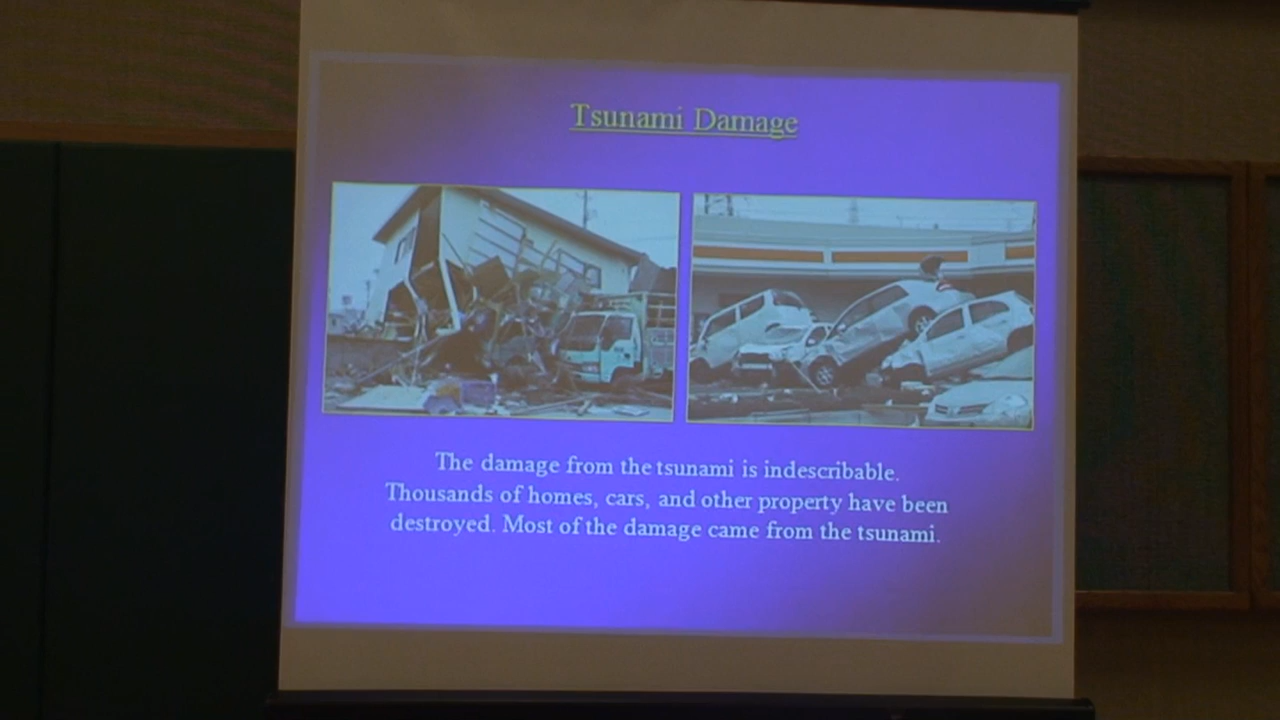 Tsunami Damage
The damage from the tsunami is indescribable.
Thousands of homes, cars, and other property have been
destroyed. Most of the damage came from the tsunami.